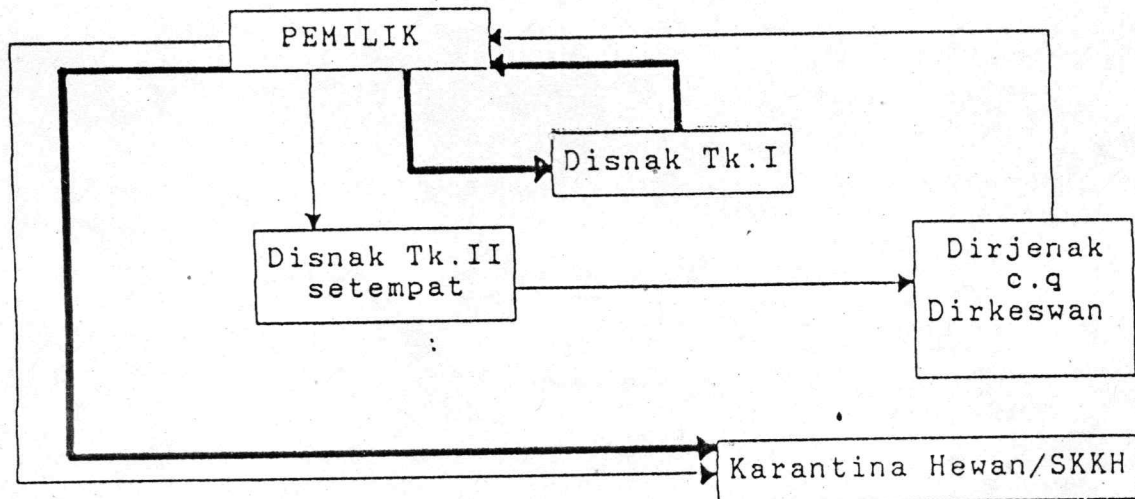 PEMILIK
Disnak Tk.I
Disnak Tk.II
setempat
Dirjenak
c.q
Dirkeswan
Karantina Hewan/SKKH